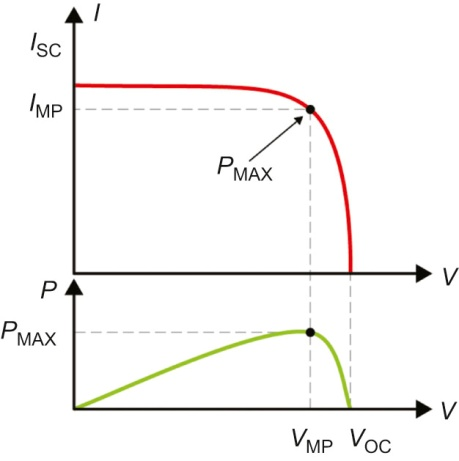 I
I_SC
I_MP
P_MAX
V
P
P_MAX
V
V_MP V_OC